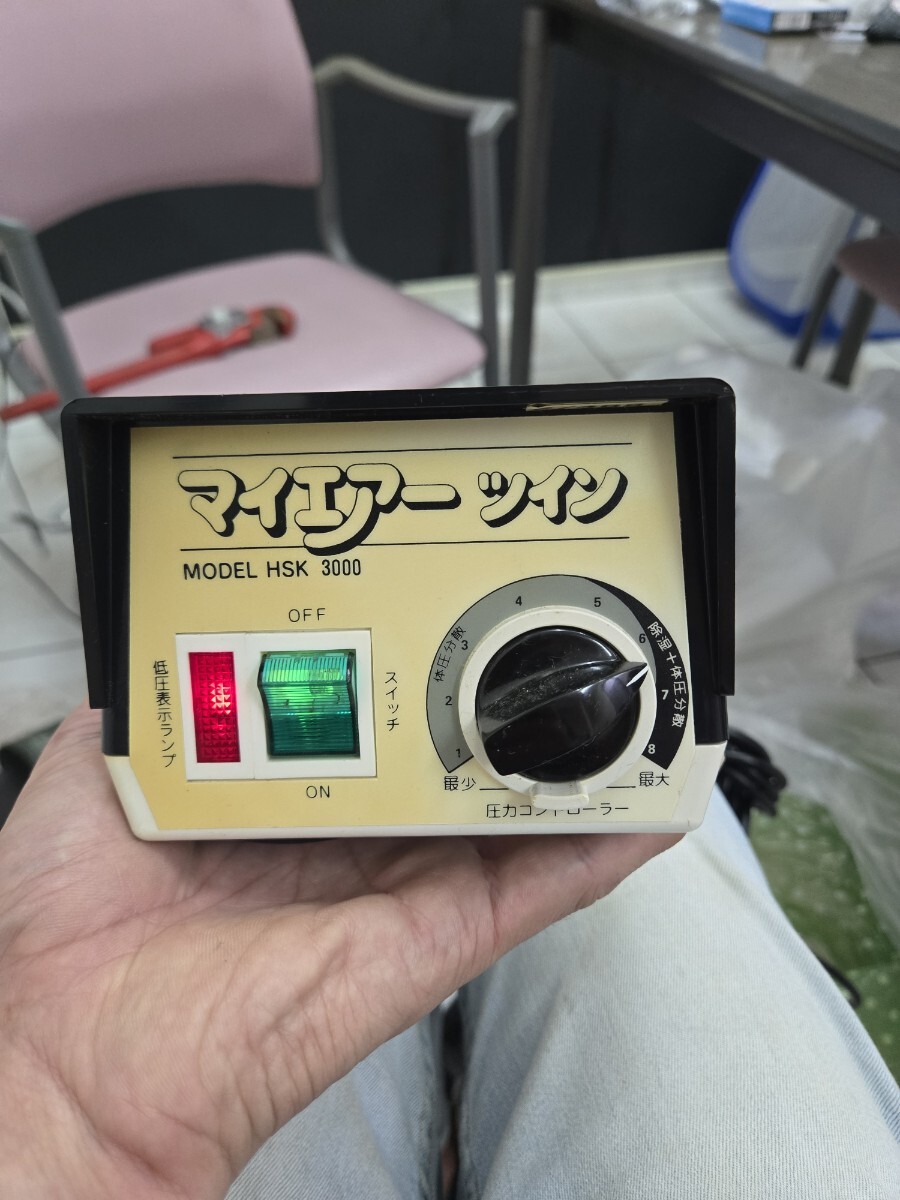 マイエアー ツイン
MODEL HSK 3000
OFF
低圧表示ランプ
スイッチ
ON
体圧分散
除湿+体圧分散
1
2
3
4
5
6
7
8
最少
最大
圧力コントローラー